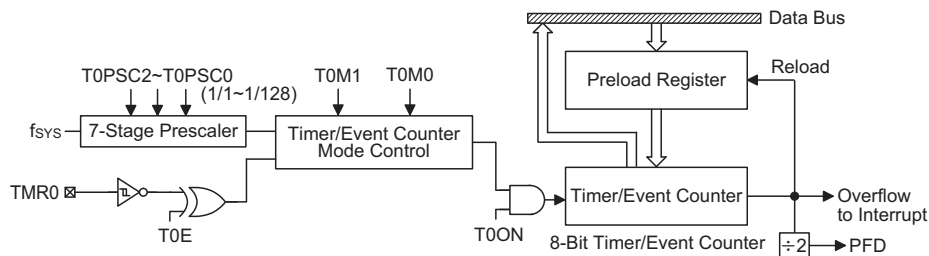 Data Bus
T0PSC2~T0PSC0
(1/1~1/128)
T0M1
T0M0
Preload Register
Reload
fSYS
7-Stage Prescaler
Timer/Event Counter
Mode Control
TMR0
T0E
T0ON
Timer/Event Counter
8-Bit Timer/Event Counter
Overflow
to Interrupt
÷2
PFD